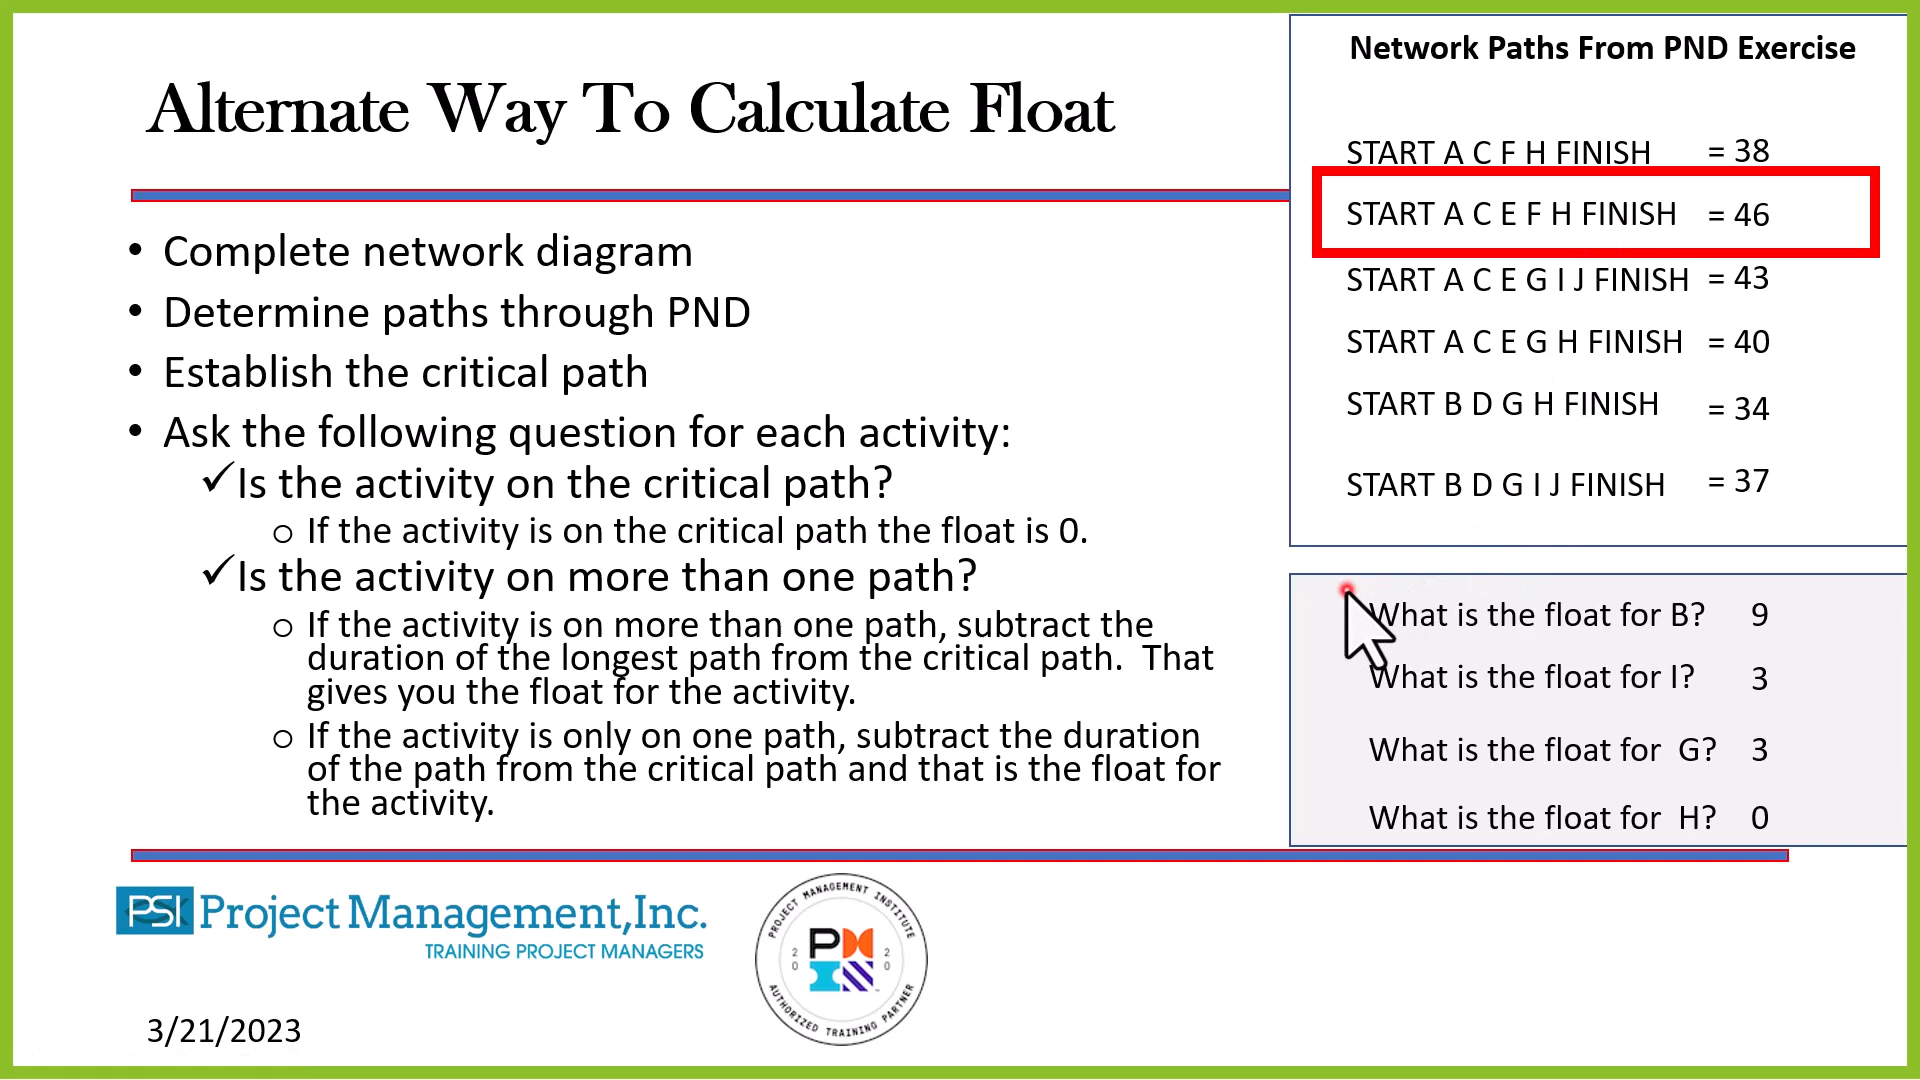 Alternate Way To Calculate Float
• Complete network diagram
• Determine paths through PND
• Establish the critical path
• Ask the following question for each activity:
✓Is the activity on the critical path?
o If the activity is on the critical path the float is 0.
✓Is the activity on more than one path?
o If the activity is on more than one path, subtract the
duration of the longest path from the critical path.  That
gives you the float for the activity.
o If the activity is only on one path, subtract the duration
of the path from the critical path and that is the float for
the activity.
Network Paths From PND Exercise
START A C F H FINISH = 38
START A C E F H FINISH = 46
START A C E G I J FINISH = 43
START A C E G H FINISH = 40
START B D G H FINISH = 34
START B D G I J FINISH = 37
What is the float for B? 9
What is the float for I? 3
What is the float for  G? 3
What is the float for  H? 0
PSI Project Management,Inc.
TRAINING PROJECT MANAGERS
PROJECT MANAGEMENT INSTITUTE
20 20
AUTHORIZED TRAINING PARTNER
3/21/2023